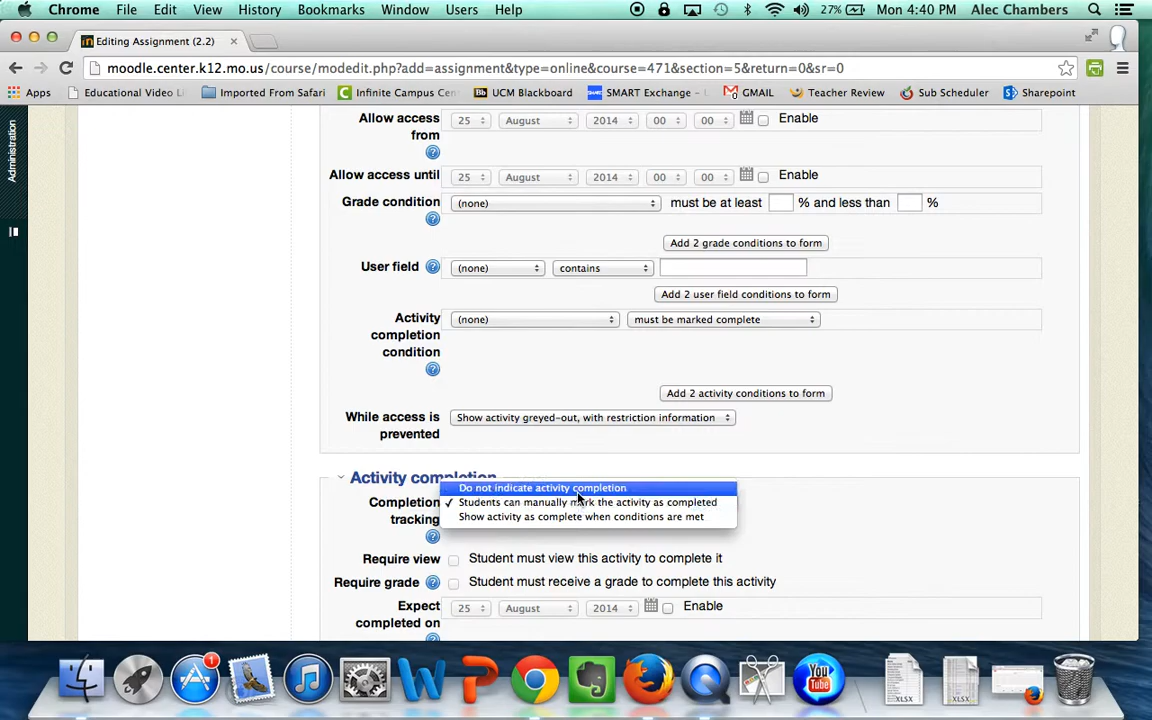 Chrome File Edit View History Bookmarks Window Users Help 27% Mon 4:40 PM Alec Chambers
Editing Assignment (2.2)
moodle.center.k12.mo.us/course/modedit.php?add=assignment&type=online&course=471&section=5&return=0&sr=0
Apps Educational Video Li Imported From Safari Infinite Campus Cen UCM Blackboard SMART Exchange - GMAIL Teacher Review Sub Scheduler Sharepoint
Administration
Allow access from 25 August 2014 00 00 Enable
Allow access until 25 August 2014 00 00 Enable
Grade condition (none) must be at least % and less than %
Add 2 grade conditions to form
User field (none) contains
Add 2 user field conditions to form
Activity completion condition (none) must be marked complete
Add 2 activity conditions to form
While access is prevented Show activity greyed-out, with restriction information
Activity completion
Do not indicate activity completion
Completion tracking ✓ Students can manually mark the activity as completed
Show activity as complete when conditions are met
Require view Student must view this activity to complete it
Require grade Student must receive a grade to complete this activity
Expect completed on 25 August 2014 Enable
1
You Tube
XLSX
XLSX